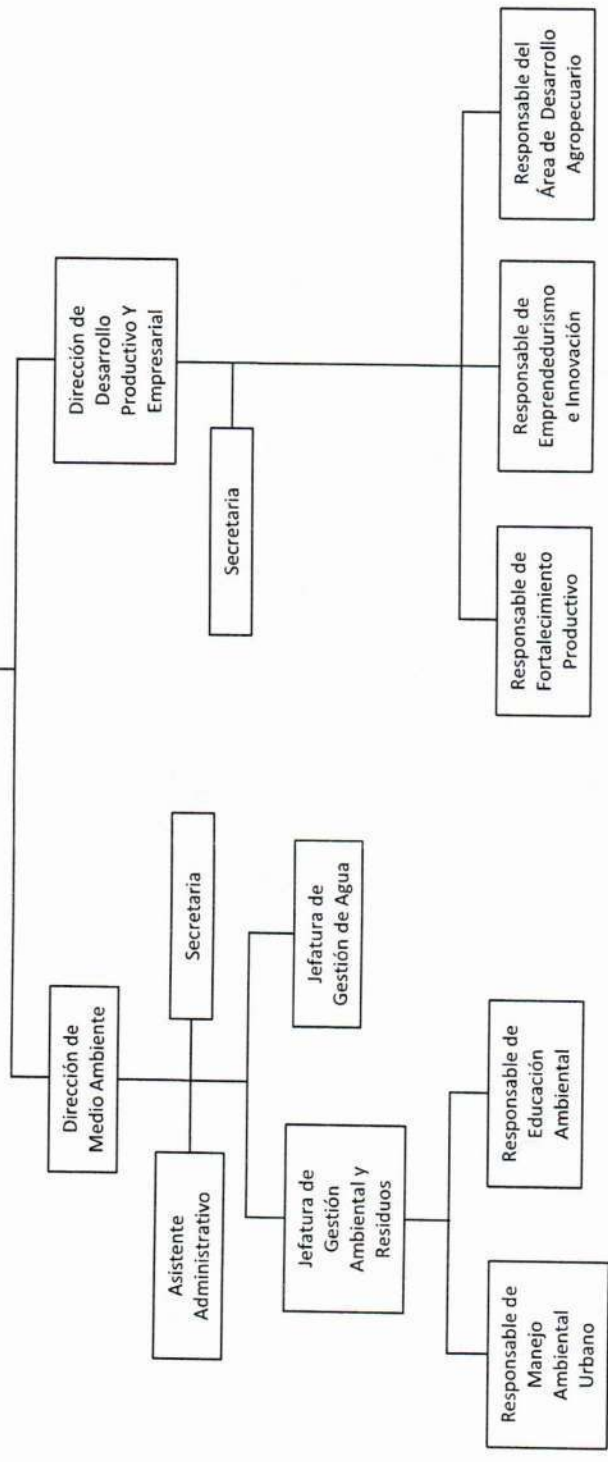 Dirección de
Medio Ambiente
Asistente
Administrativo
Secretaria
Jefatura de
Gestión
Ambiental y
Residuos
Jefatura de
Gestión de Agua
Responsable de
Manejo
Ambiental
Urbano
Responsable de
Educación
Ambiental
Dirección de
Desarrollo
Productivo Y
Empresarial
Secretaria
Responsable de
Fortalecimiento
Productivo
Responsable de
Emprendedurismo
e Innovación
Responsable del
Área de Desarrollo
Agropecuario